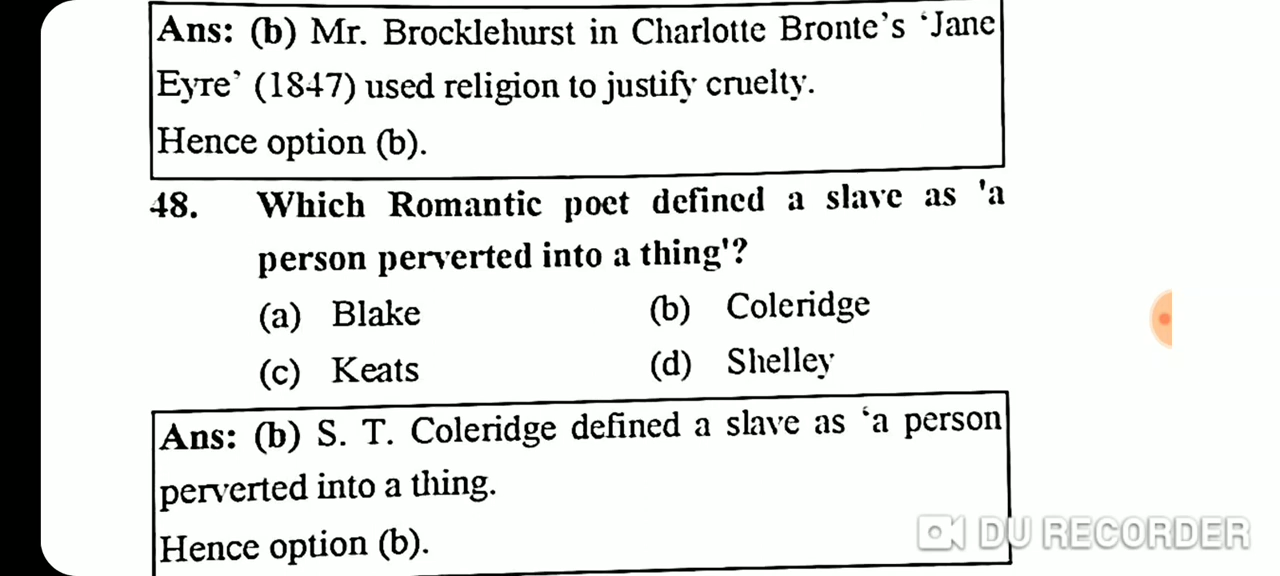 Ans: (b) Mr. Brocklehurst in Charlotte Bronte's 'Jane
Eyre' (1847) used religion to justify cruelty.
Hence option (b).
48. Which Romantic poet defined a slave as 'a
person perverted into a thing'?
(a) Blake (b) Coleridge
(c) Keats (d) Shelley
Ans: (b) S. T. Coleridge defined a slave as 'a person
perverted into a thing.
Hence option (b).
DU RECORDER